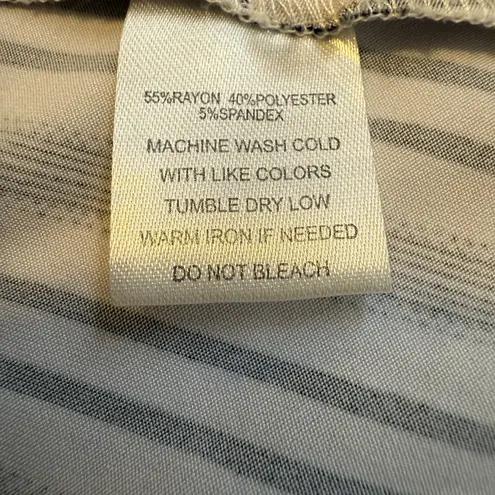 55%RAYON 40%POLYESTER
5%SPANDEX
MACHINE WASH COLD
WITH LIKE COLORS
TUMBLE DRY LOW
WARM IRON IF NEEDED
DO NOT BLEACH